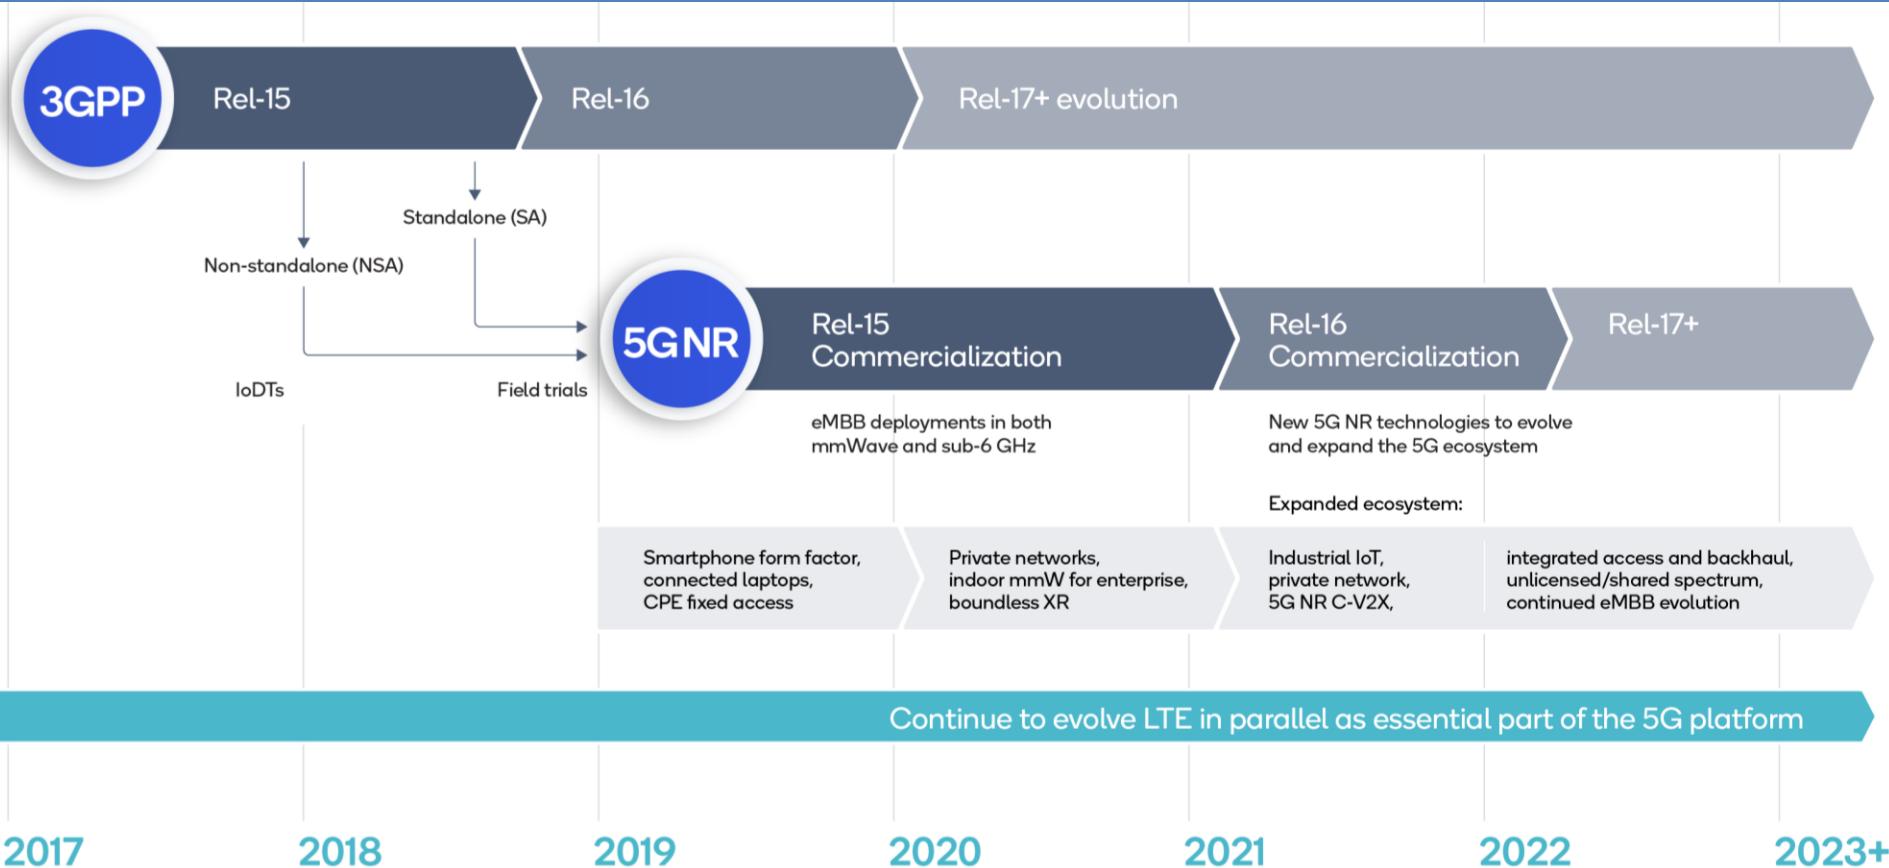 3GPP
Rel-15
Rel-16
Rel-17+ evolution
Standalone (SA)
Non-standalone (NSA)
IoDTs
Field trials
5G NR
Rel-15
Commercialization
Rel-16
Commercialization
Rel-17+
eMBB deployments in both
mmWave and sub-6 GHz
New 5G NR technologies to evolve
and expand the 5G ecosystem
Expanded ecosystem:
Smartphone form factor,
connected laptops,
CPE fixed access
Private networks,
indoor mmW for enterprise,
boundless XR
Industrial IoT,
private network,
5G NR C-V2X,
integrated access and backhaul,
unlicensed/shared spectrum,
continued eMBB evolution
Continue to evolve LTE in parallel as essential part of the 5G platform
2017
2018
2019
2020
2021
2022
2023+